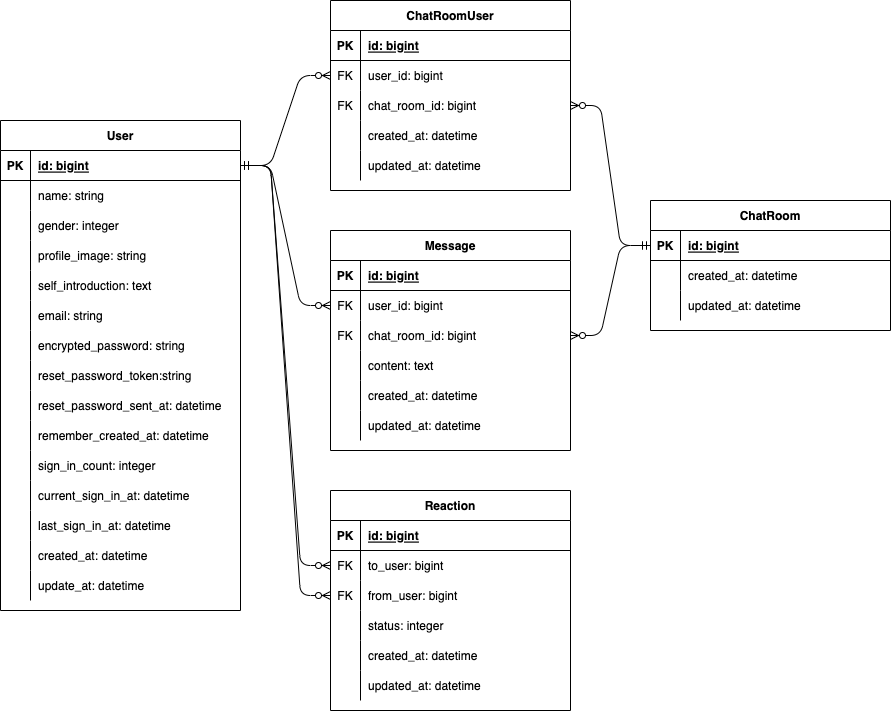 User
PK id: bigint
name: string
gender: integer
profile_image: string
self_introduction: text
email: string
encrypted_password: string
reset_password_token:string
reset_password_sent_at: datetime
remember_created_at: datetime
sign_in_count: integer
current_sign_in_at: datetime
last_sign_in_at: datetime
created_at: datetime
update_at: datetime
ChatRoomUser
PK id: bigint
FK user_id: bigint
FK chat_room_id: bigint
created_at: datetime
updated_at: datetime
Message
PK id: bigint
FK user_id: bigint
FK chat_room_id: bigint
content: text
created_at: datetime
updated_at: datetime
Reaction
PK id: bigint
FK to_user: bigint
FK from_user: bigint
status: integer
created_at: datetime
updated_at: datetime
ChatRoom
PK id: bigint
created_at: datetime
updated_at: datetime